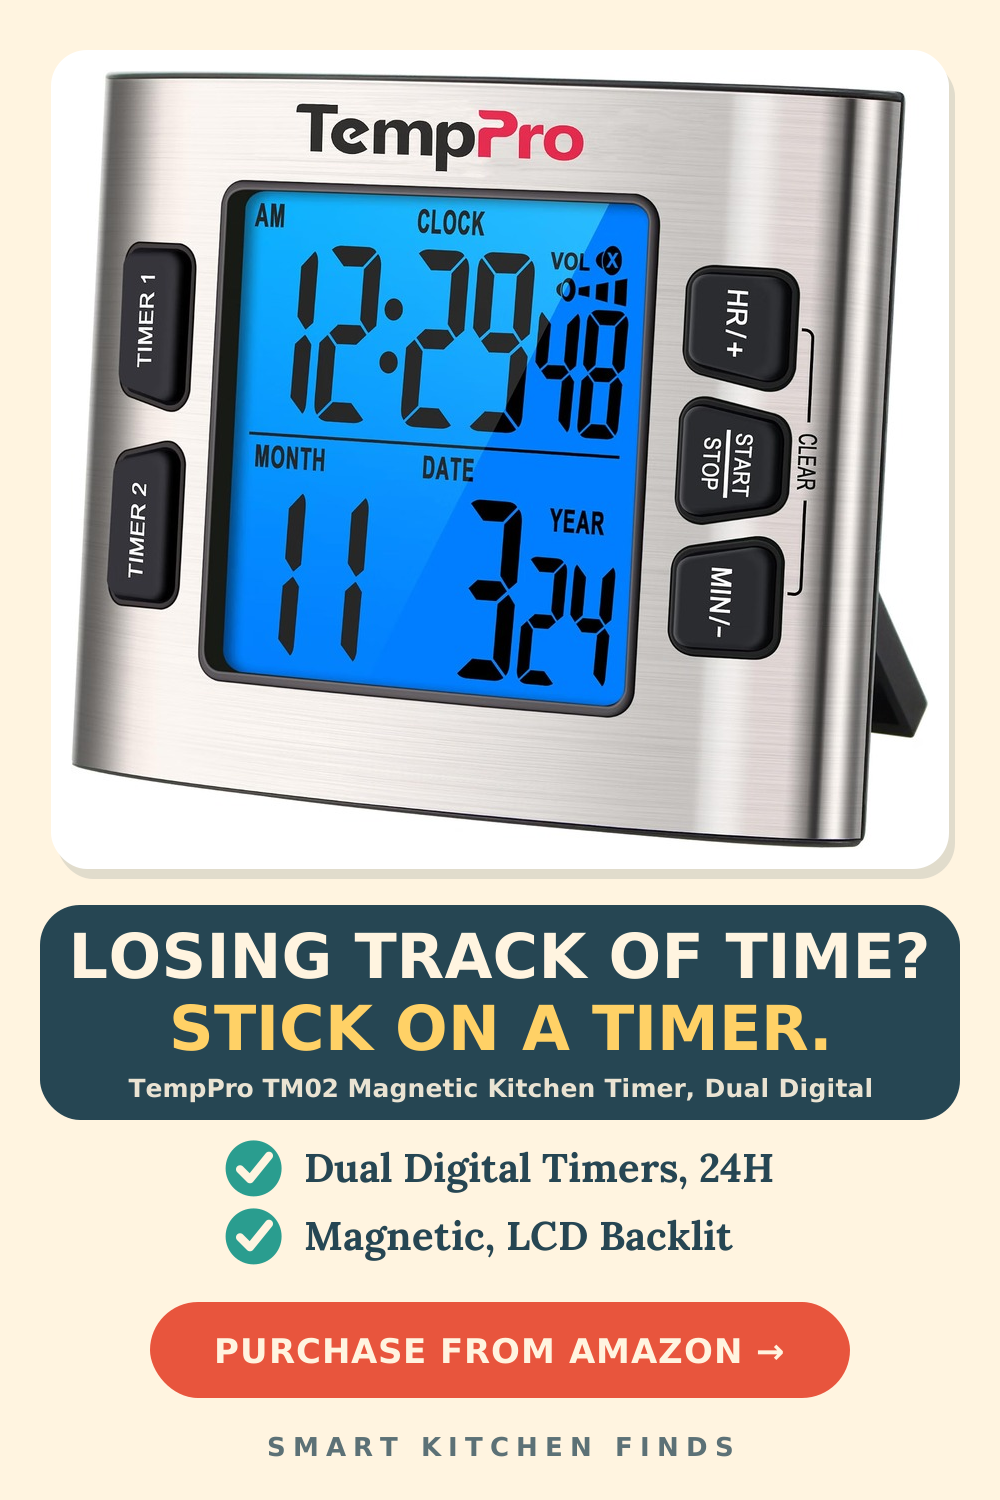 TempPro
AM
CLOCK
VOL
12:29 48
MONTH
DATE
YEAR
11
3
24
TIMER 1
TIMER 2
HR/+
START
STOP
CLEAR
MIN/-
LOSING TRACK OF TIME?
STICK ON A TIMER.
TempPro TM02 Magnetic Kitchen Timer, Dual Digital
Dual Digital Timers, 24H
Magnetic, LCD Backlit
PURCHASE FROM AMAZON →
SMART KITCHEN FINDS